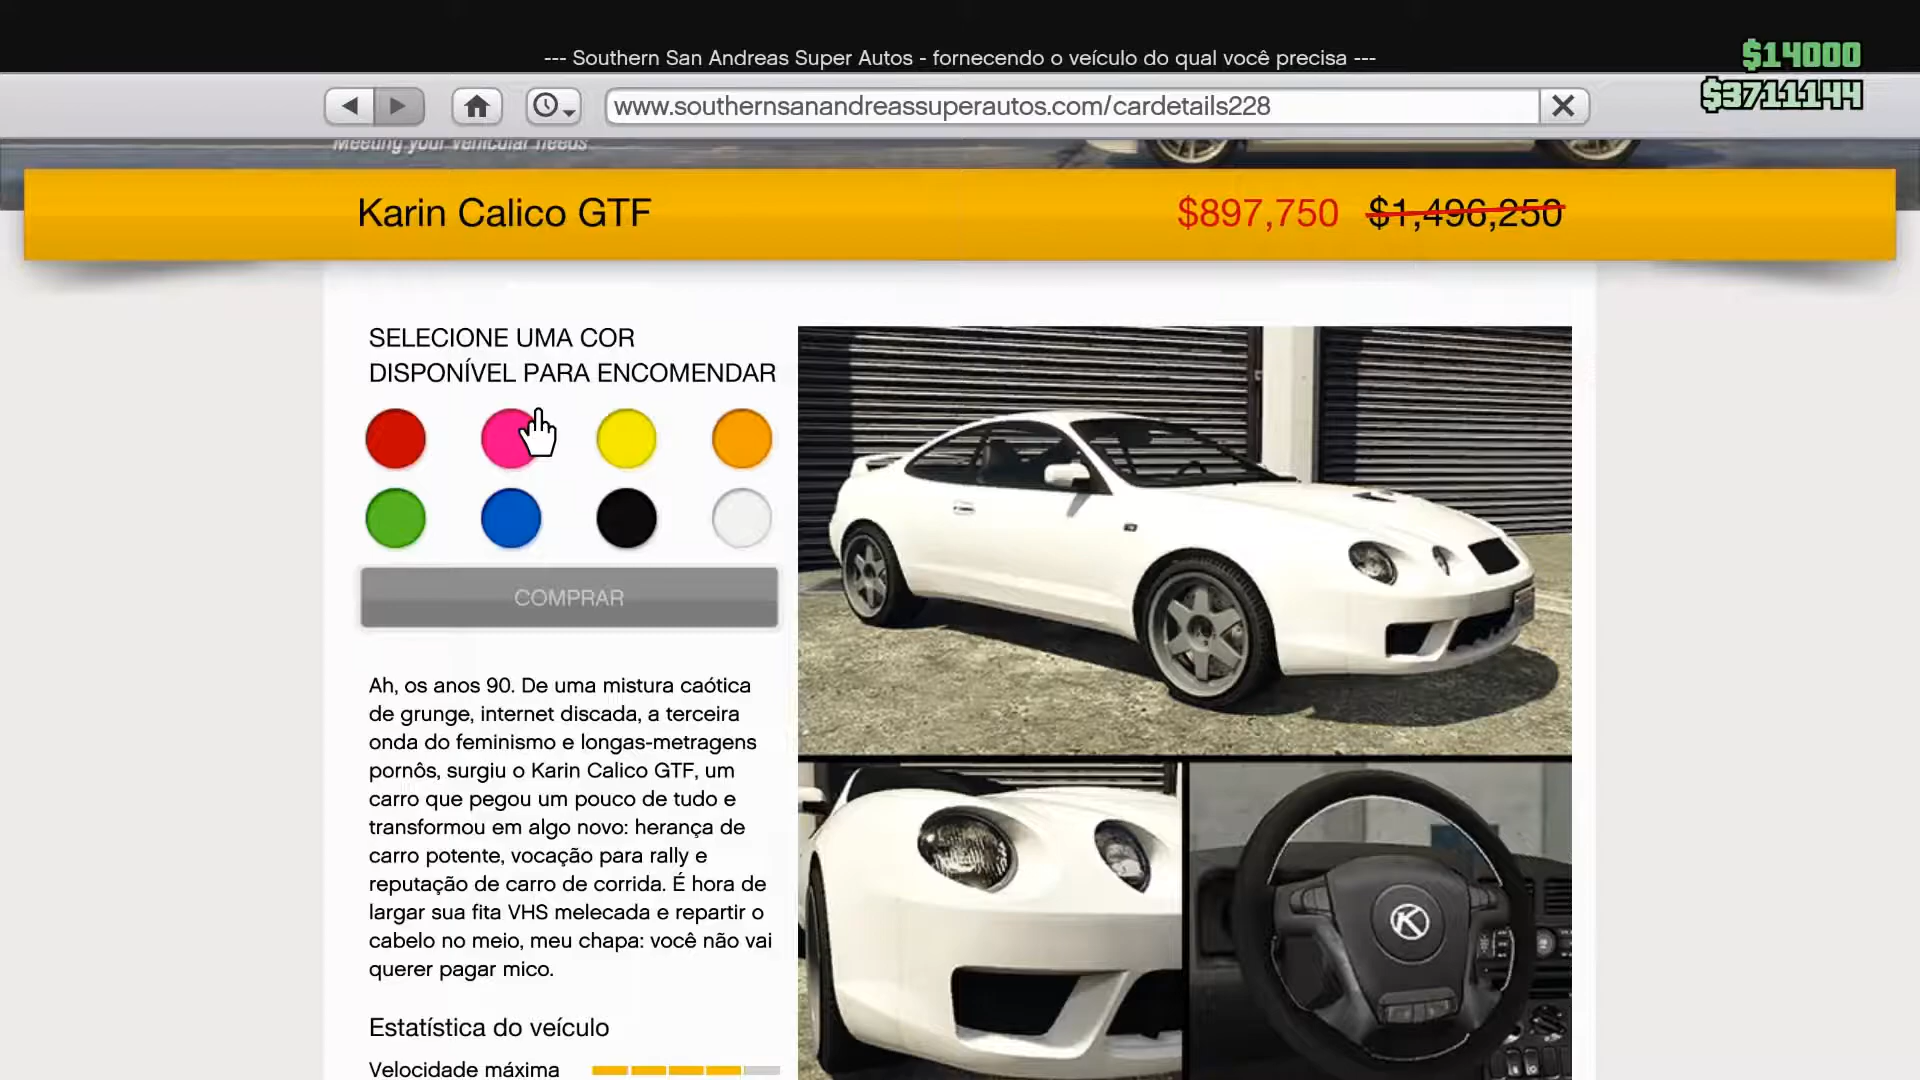 --- Southern San Andreas Super Autos - fornecendo o veículo do qual você precisa ---
$14000
$3711144
www.southernsanandreassuperautos.com/cardetails228
Meeting your vehicular needs
Karin Calico GTF
$897,750 $1,496,250
SELECIONE UMA COR
DISPONÍVEL PARA ENCOMENDAR
COMPRAR
Ah, os anos 90. De uma mistura caótica
de grunge, internet discada, a terceira
onda do feminismo e longas-metragens
pornôs, surgiu o Karin Calico GTF, um
carro que pegou um pouco de tudo e
transformou em algo novo: herança de
carro potente, vocação para rally e
reputação de carro de corrida. É hora de
largar sua fita VHS melecada e repartir o
cabelo no meio, meu chapa: você não vai
querer pagar mico.
Estatística do veículo
Velocidade máxima